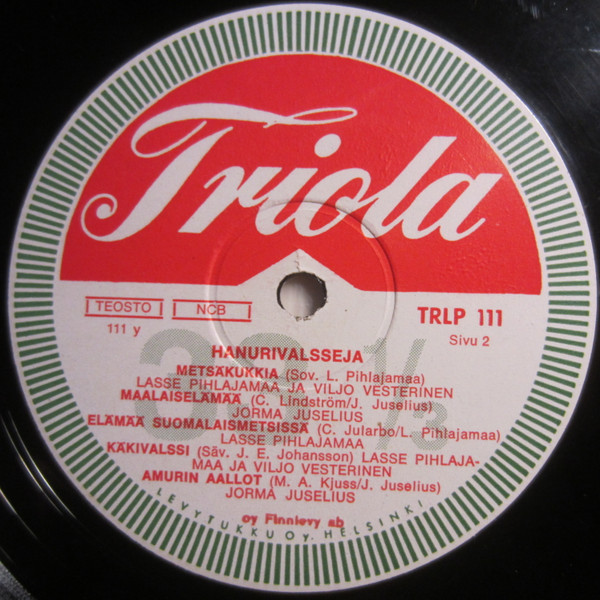 Triola
TEOSTO NCB
111 y
TRLP 111
Sivu 2
33 1/3
HANURIVALSSEJA
METSÄKUKKIA (Sov. L. Pihlajamaa)
LASSE PIHLAJAMAA JA VILJO VESTERINEN
MAALAISELÄMÄÄ (C. Lindström/J. Juselius)
JORMA JUSELIUS
ELÄMÄÄ SUOMALAISMETSISSÄ (C. Jularbo/L. Pihlajamaa)
LASSE PIHLAJAMAA
KÄKIVALSSI (Säv. J. E. Johansson) LASSE PIHLAJA-
MAA JA VILJO VESTERINEN
AMURIN AALLOT (M. A. Kjuss/J. Juselius)
JORMA JUSELIUS
oy Finnlevy ab
LEVYTUKKU OY. HELSINKI